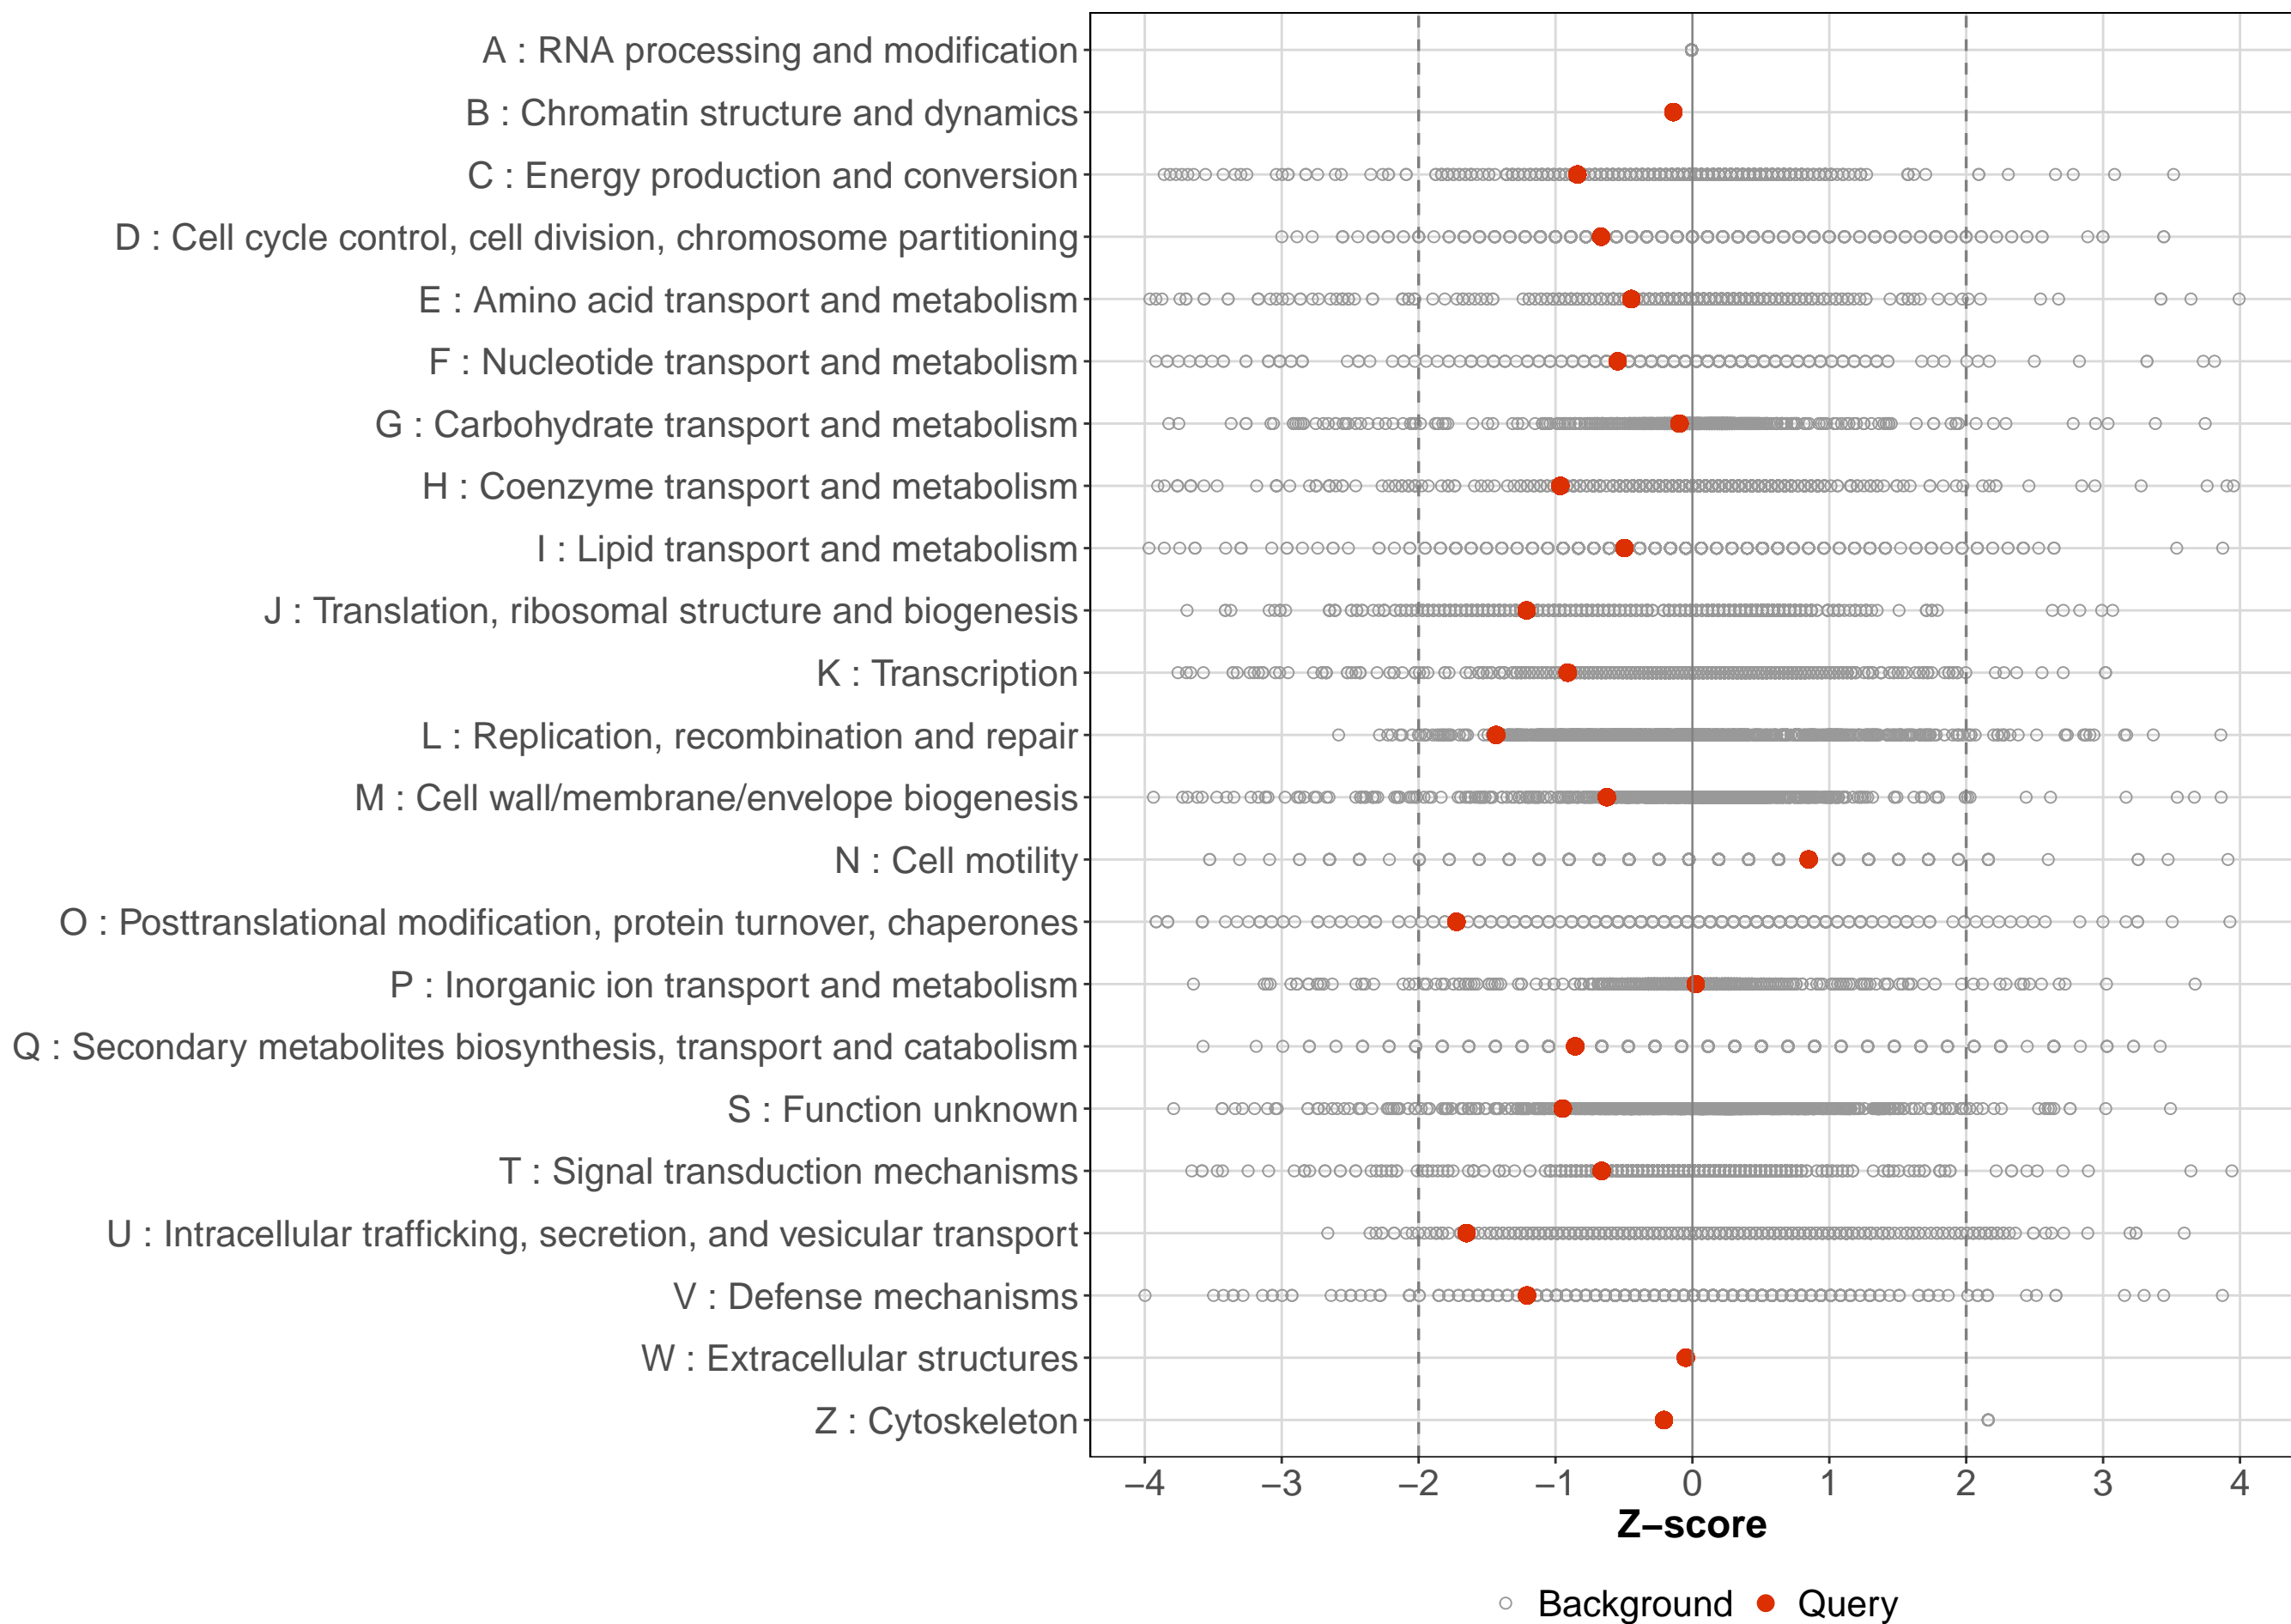 A : RNA processing and modification
B : Chromatin structure and dynamics
C : Energy production and conversion
D : Cell cycle control, cell division, chromosome partitioning
E : Amino acid transport and metabolism
F : Nucleotide transport and metabolism
G : Carbohydrate transport and metabolism
H : Coenzyme transport and metabolism
I : Lipid transport and metabolism
J : Translation, ribosomal structure and biogenesis
K : Transcription
L : Replication, recombination and repair
M : Cell wall/membrane/envelope biogenesis
N : Cell motility
O : Posttranslational modification, protein turnover, chaperones
P : Inorganic ion transport and metabolism
Q : Secondary metabolites biosynthesis, transport and catabolism
S : Function unknown
T : Signal transduction mechanisms
U : Intracellular trafficking, secretion, and vesicular transport
V : Defense mechanisms
W : Extracellular structures
Z : Cytoskeleton
−4 −3 −2 −1 0 1 2 3 4
Z−score
Background Query